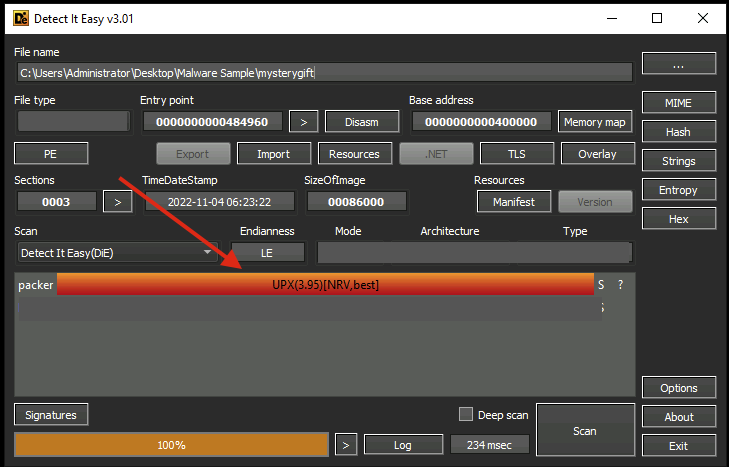 Detect It Easy v3.01
File name
C:\Users\Administrator\Desktop\Malware Sample\mysterygift
...
File type Entry point Base address
0000000000484960 > Disasm 0000000000400000 Memory map MIME
PE Export Import Resources .NET TLS Overlay Hash
Strings
Sections TimeDateStamp SizeOfImage Resources
0003 > 2022-11-04 06:23:22 00086000 Manifest Version Entropy
Hex
Scan Endianness Mode Architecture Type
Detect It Easy(DiE) LE
packer UPX(3.95)[NRV,best] S ?
Options
Signatures Deep scan Scan About
100% > Log 234 msec Exit